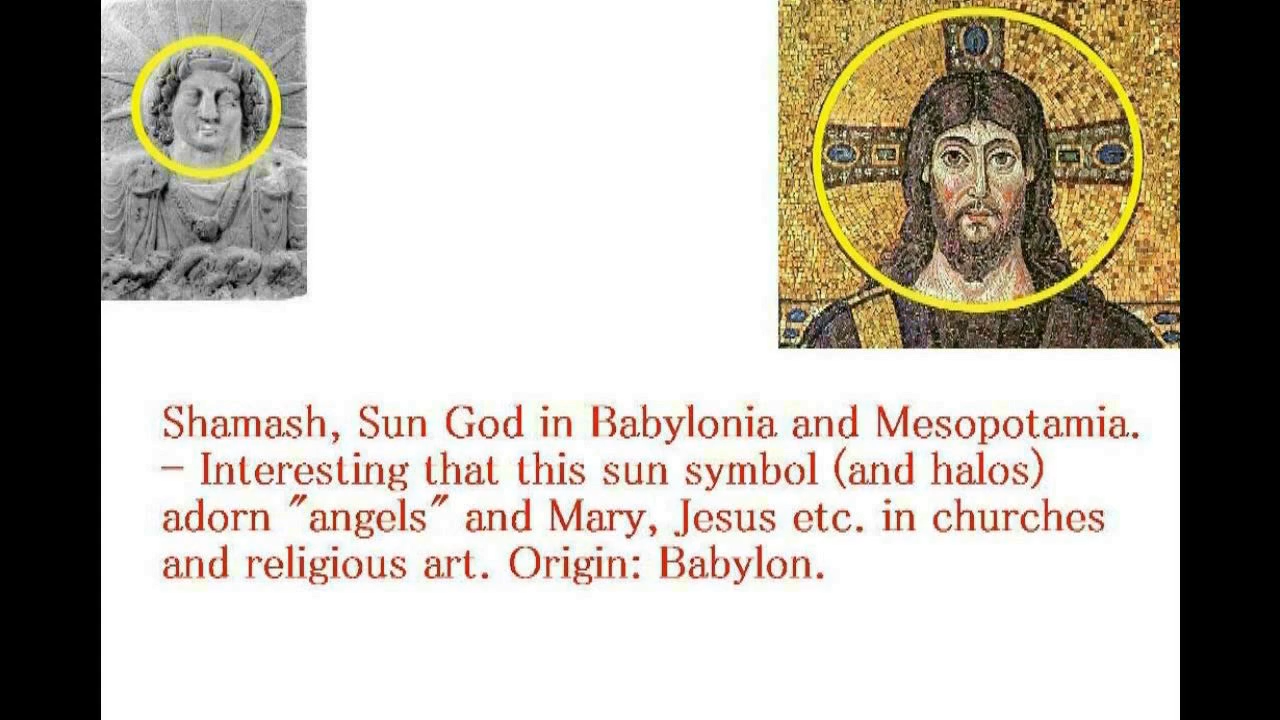 Shamash, Sun God in Babylonia and Mesopotamia.
– Interesting that this sun symbol (and halos)
adorn "angels" and Mary, Jesus etc. in churches
and religious art. Origin: Babylon.